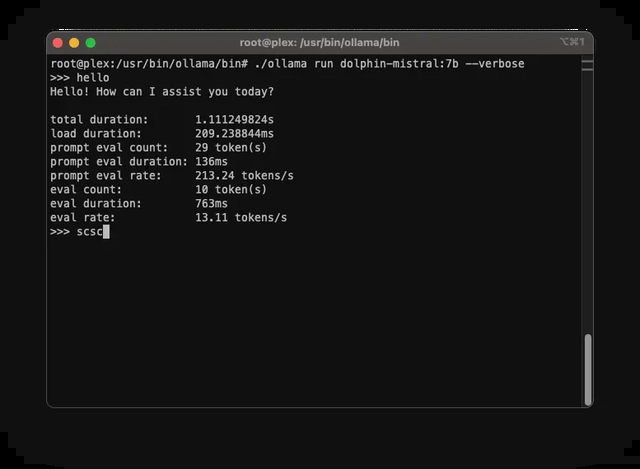 root@plex: /usr/bin/ollama/bin
⌥⌘1
root@plex:/usr/bin/ollama/bin# ./ollama run dolphin-mistral:7b --verbose
>>> hello
Hello! How can I assist you today?
total duration: 1.111249824s
load duration: 209.238844ms
prompt eval count: 29 token(s)
prompt eval duration: 136ms
prompt eval rate: 213.24 tokens/s
eval count: 10 token(s)
eval duration: 763ms
eval rate: 13.11 tokens/s
>>> scsc